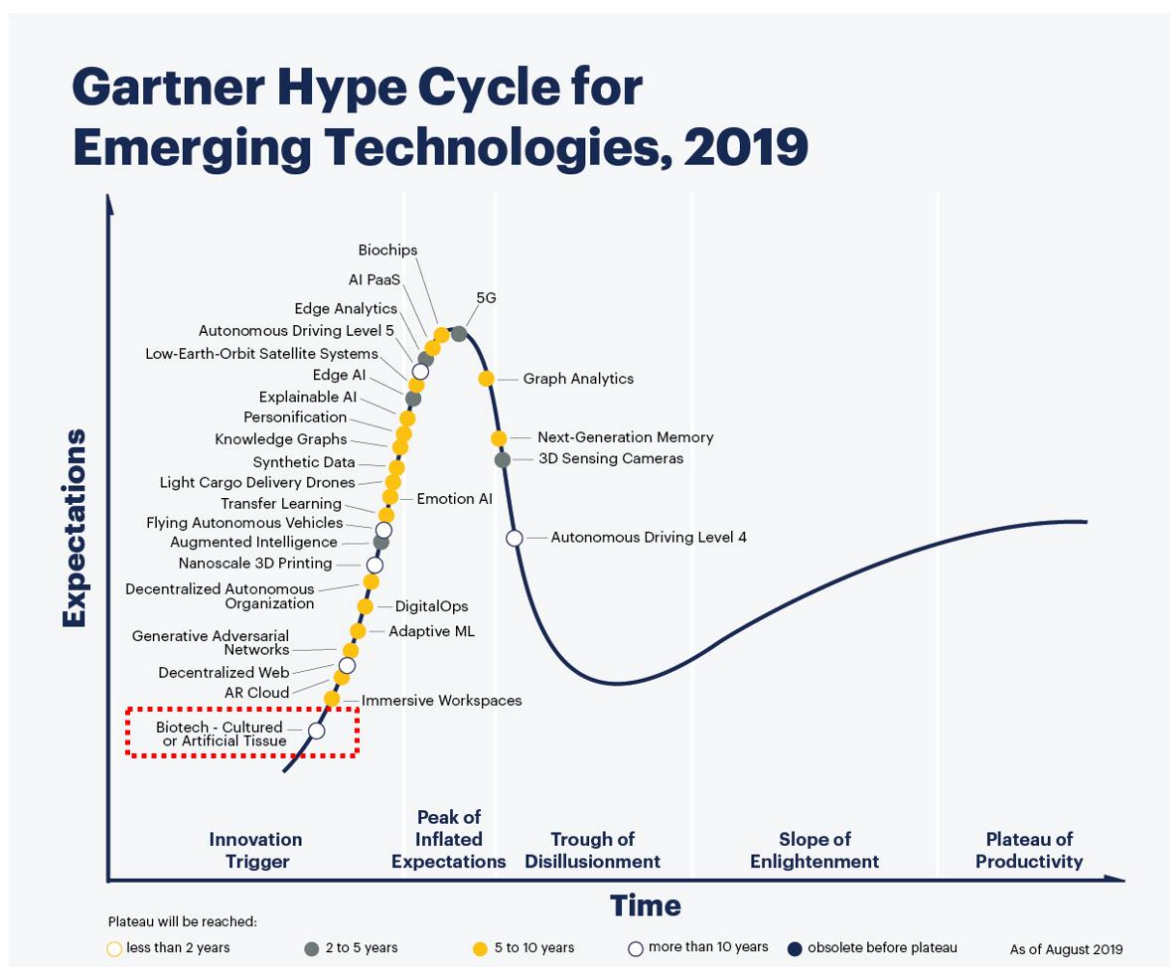 Gartner Hype Cycle for
Emerging Technologies, 2019
Expectations
Biochips
AI PaaS
5G
Edge Analytics
Autonomous Driving Level 5
Low-Earth-Orbit Satellite Systems
Edge AI
Graph Analytics
Explainable AI
Personification
Knowledge Graphs
Next-Generation Memory
Synthetic Data
3D Sensing Cameras
Light Cargo Delivery Drones
Emotion AI
Transfer Learning
Flying Autonomous Vehicles
Augmented Intelligence
Autonomous Driving Level 4
Nanoscale 3D Printing
Decentralized Autonomous
Organization
DigitalOps
Adaptive ML
Generative Adversarial
Networks
Decentralized Web
AR Cloud
Immersive Workspaces
Biotech - Cultured
or Artificial Tissue
Innovation
Trigger
Peak of
Inflated
Expectations
Trough of
Disillusionment
Slope of
Enlightenment
Plateau of
Productivity
Time
Plateau will be reached:
less than 2 years
2 to 5 years
5 to 10 years
more than 10 years
obsolete before plateau
As of August 2019